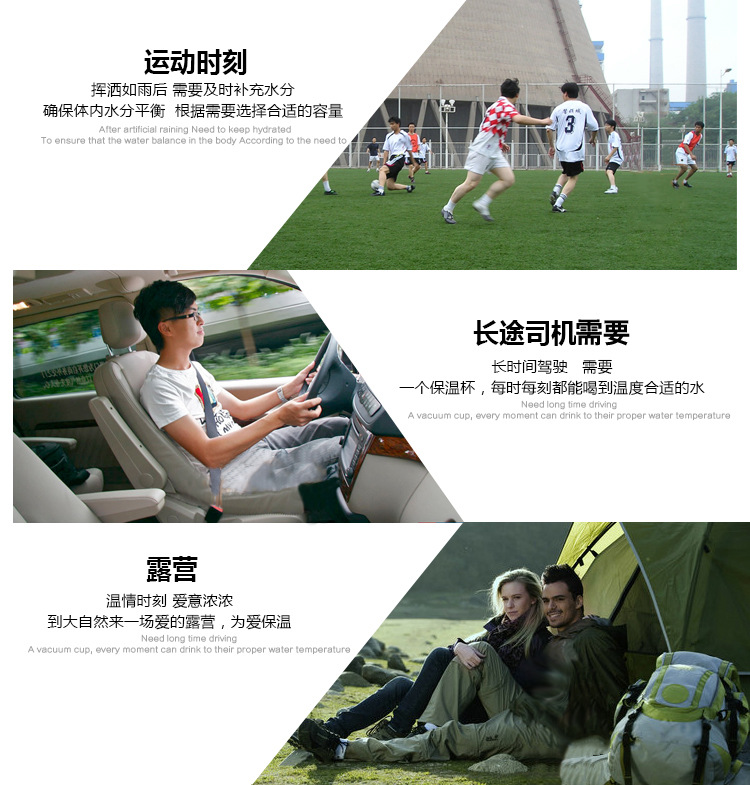 运动时刻
挥洒如雨后 需要及时补充水分
确保体内水分平衡 根据需要选择合适的容量
After artificial raining Need to keep hydrated
To ensure that the water balance in the body According to the need to
3
长途司机需要
长时间驾驶 需要
一个保温杯，每时每刻都能喝到温度合适的水
Need long time driving
A vacuum cup, every moment can drink to their proper water temperature
露营
温情时刻 爱意浓浓
到大自然来一场爱的露营，为爱保温
Need long time driving
A vacuum cup, every moment can drink to their proper water temperature